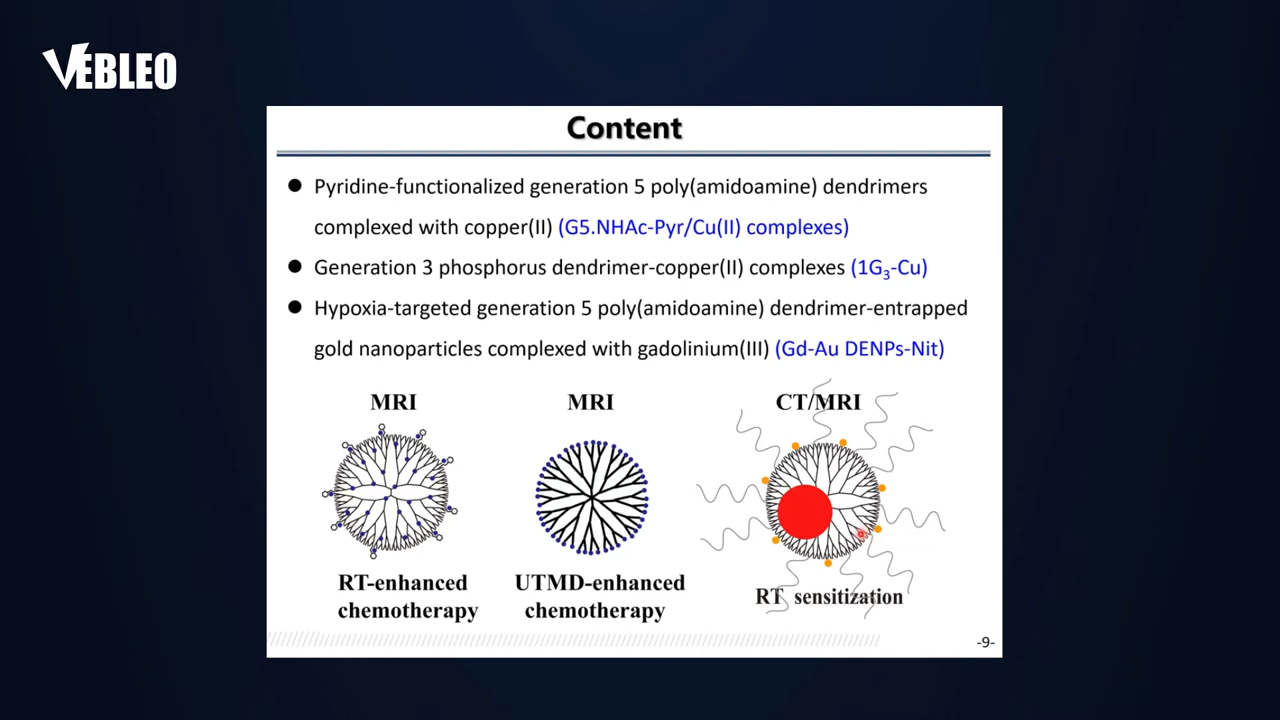 VEBLEO
Content
● Pyridine-functionalized generation 5 poly(amidoamine) dendrimers
complexed with copper(II) (G5.NHAc-Pyr/Cu(II) complexes)
● Generation 3 phosphorus dendrimer-copper(II) complexes (1G₃-Cu)
● Hypoxia-targeted generation 5 poly(amidoamine) dendrimer-entrapped
gold nanoparticles complexed with gadolinium(III) (Gd-Au DENPs-Nit)
MRI
RT-enhanced
chemotherapy
MRI
UTMD-enhanced
chemotherapy
CT/MRI
RT sensitization
-9-